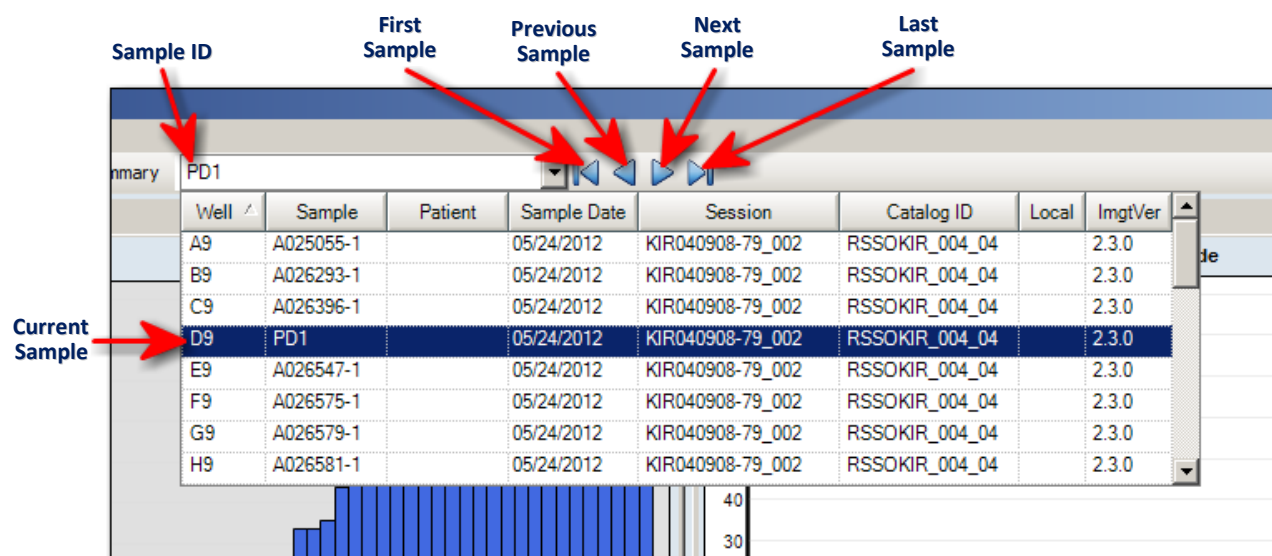 Sample ID
First
Sample
Previous
Sample
Next
Sample
Last
Sample
mmary PD1
Well Sample Patient Sample Date Session Catalog ID Local ImgtVer
A9 A025055-1 05/24/2012 KIR040908-79_002 RSSOKIR_004_04 2.3.0
de
B9 A026293-1 05/24/2012 KIR040908-79_002 RSSOKIR_004_04 2.3.0
C9 A026396-1 05/24/2012 KIR040908-79_002 RSSOKIR_004_04 2.3.0
Current
Sample
D9 PD1 05/24/2012 KIR040908-79_002 RSSOKIR_004_04 2.3.0
E9 A026547-1 05/24/2012 KIR040908-79_002 RSSOKIR_004_04 2.3.0
F9 A026575-1 05/24/2012 KIR040908-79_002 RSSOKIR_004_04 2.3.0
G9 A026579-1 05/24/2012 KIR040908-79_002 RSSOKIR_004_04 2.3.0
H9 A026581-1 05/24/2012 KIR040908-79_002 RSSOKIR_004_04 2.3.0
40
30